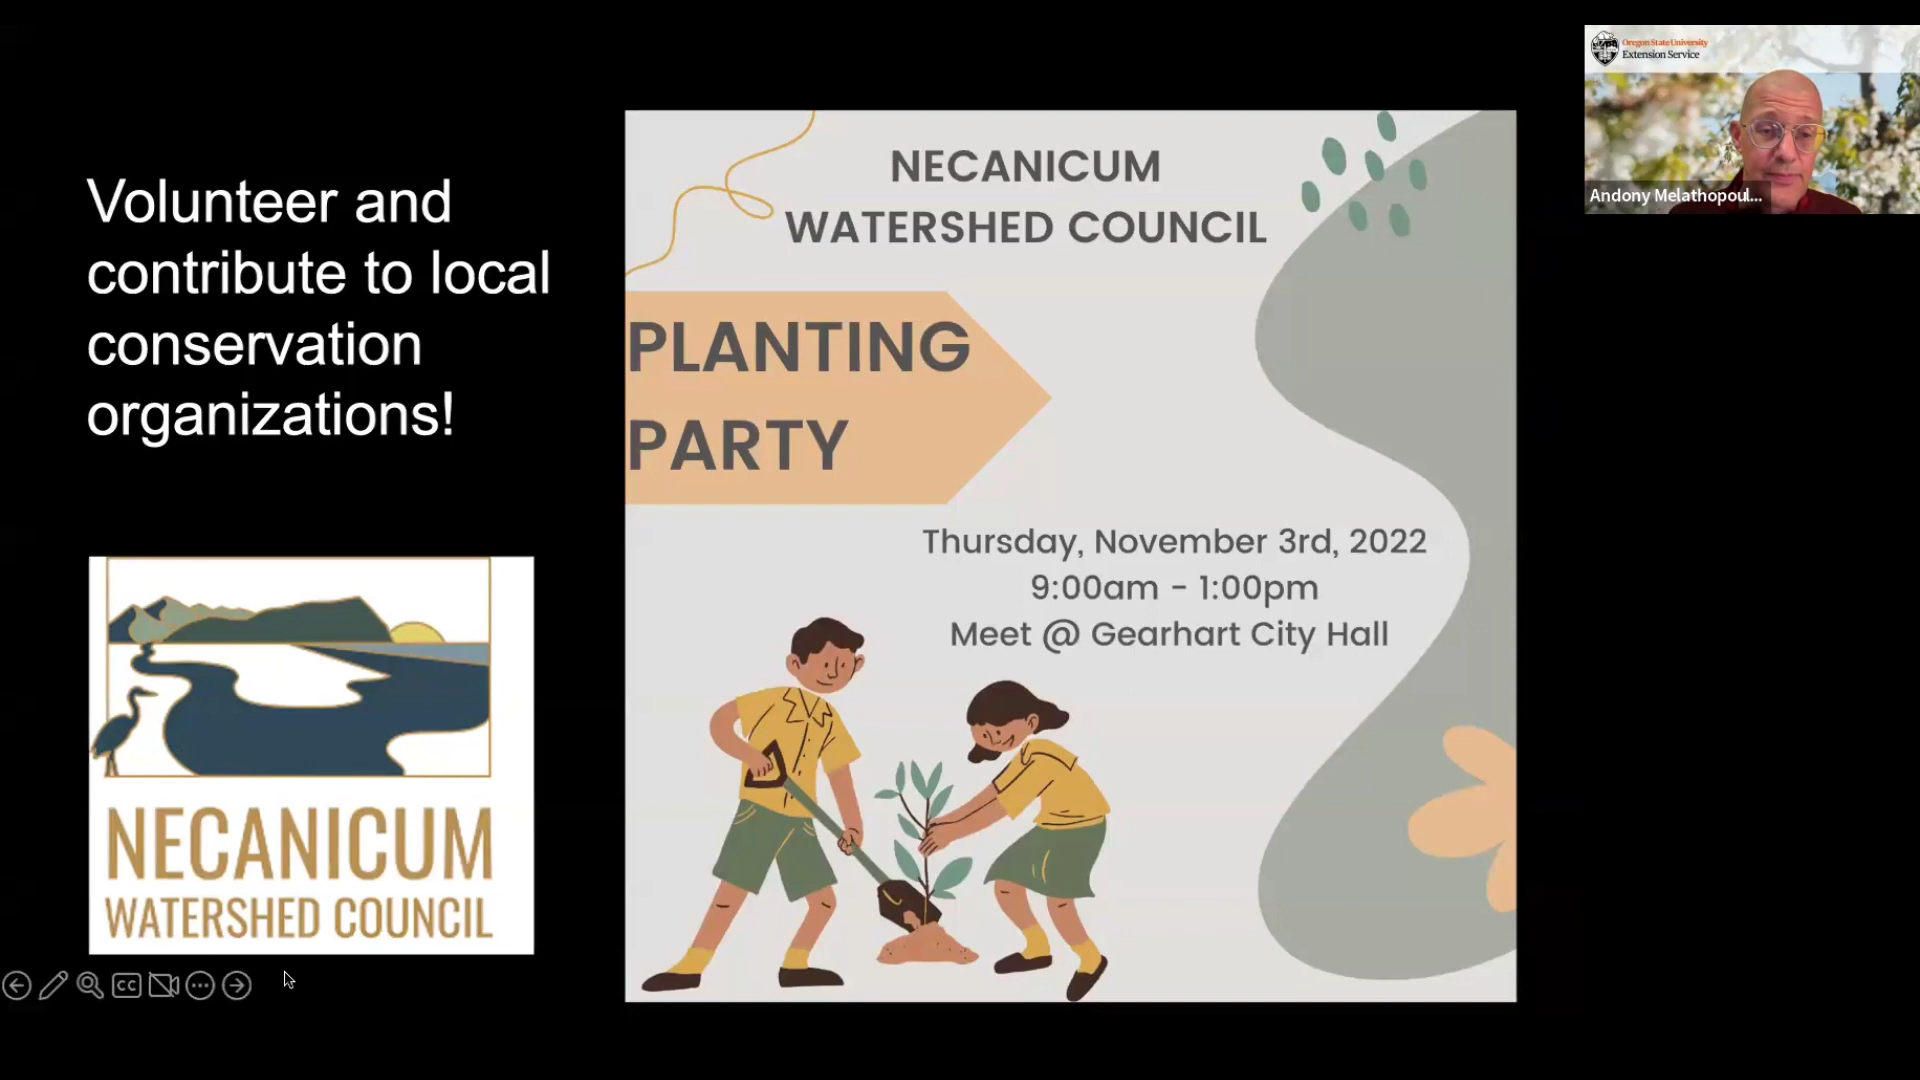 Volunteer and
contribute to local
conservation
organizations!
NECANICUM
WATERSHED COUNCIL
NECANICUM
WATERSHED COUNCIL
PLANTING
PARTY
Thursday, November 3rd, 2022
9:00am - 1:00pm
Meet @ Gearhart City Hall
Oregon State University
Extension Service
Andony Melathopoul...
CC